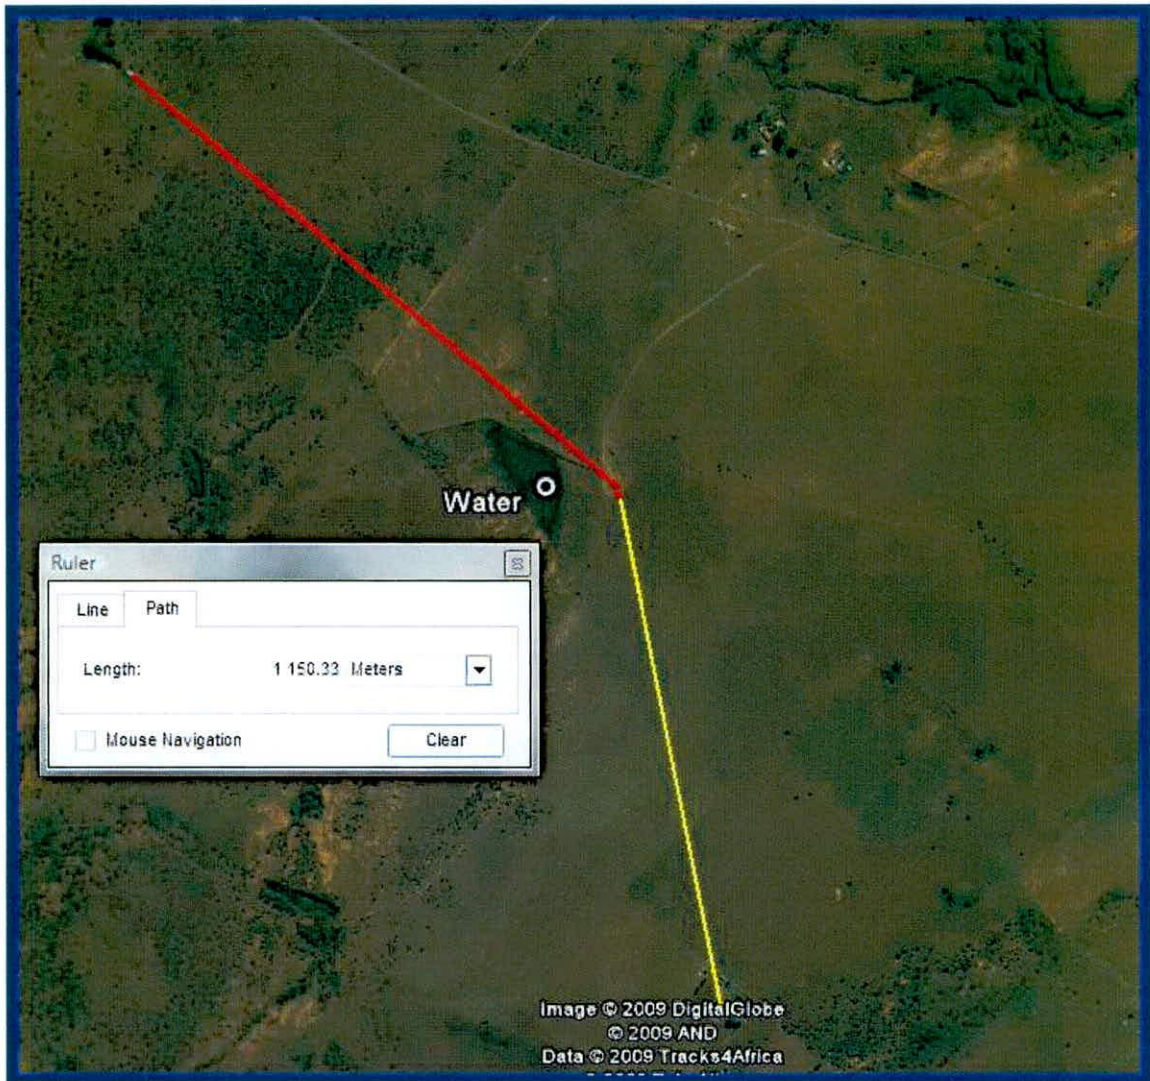 Water
Ruler
Line Path
Length: 1 150.33 Meters
Mouse Navigation Clear
Image © 2009 DigitalGlobe
© 2009 AND
Data © 2009 Tracks4Africa